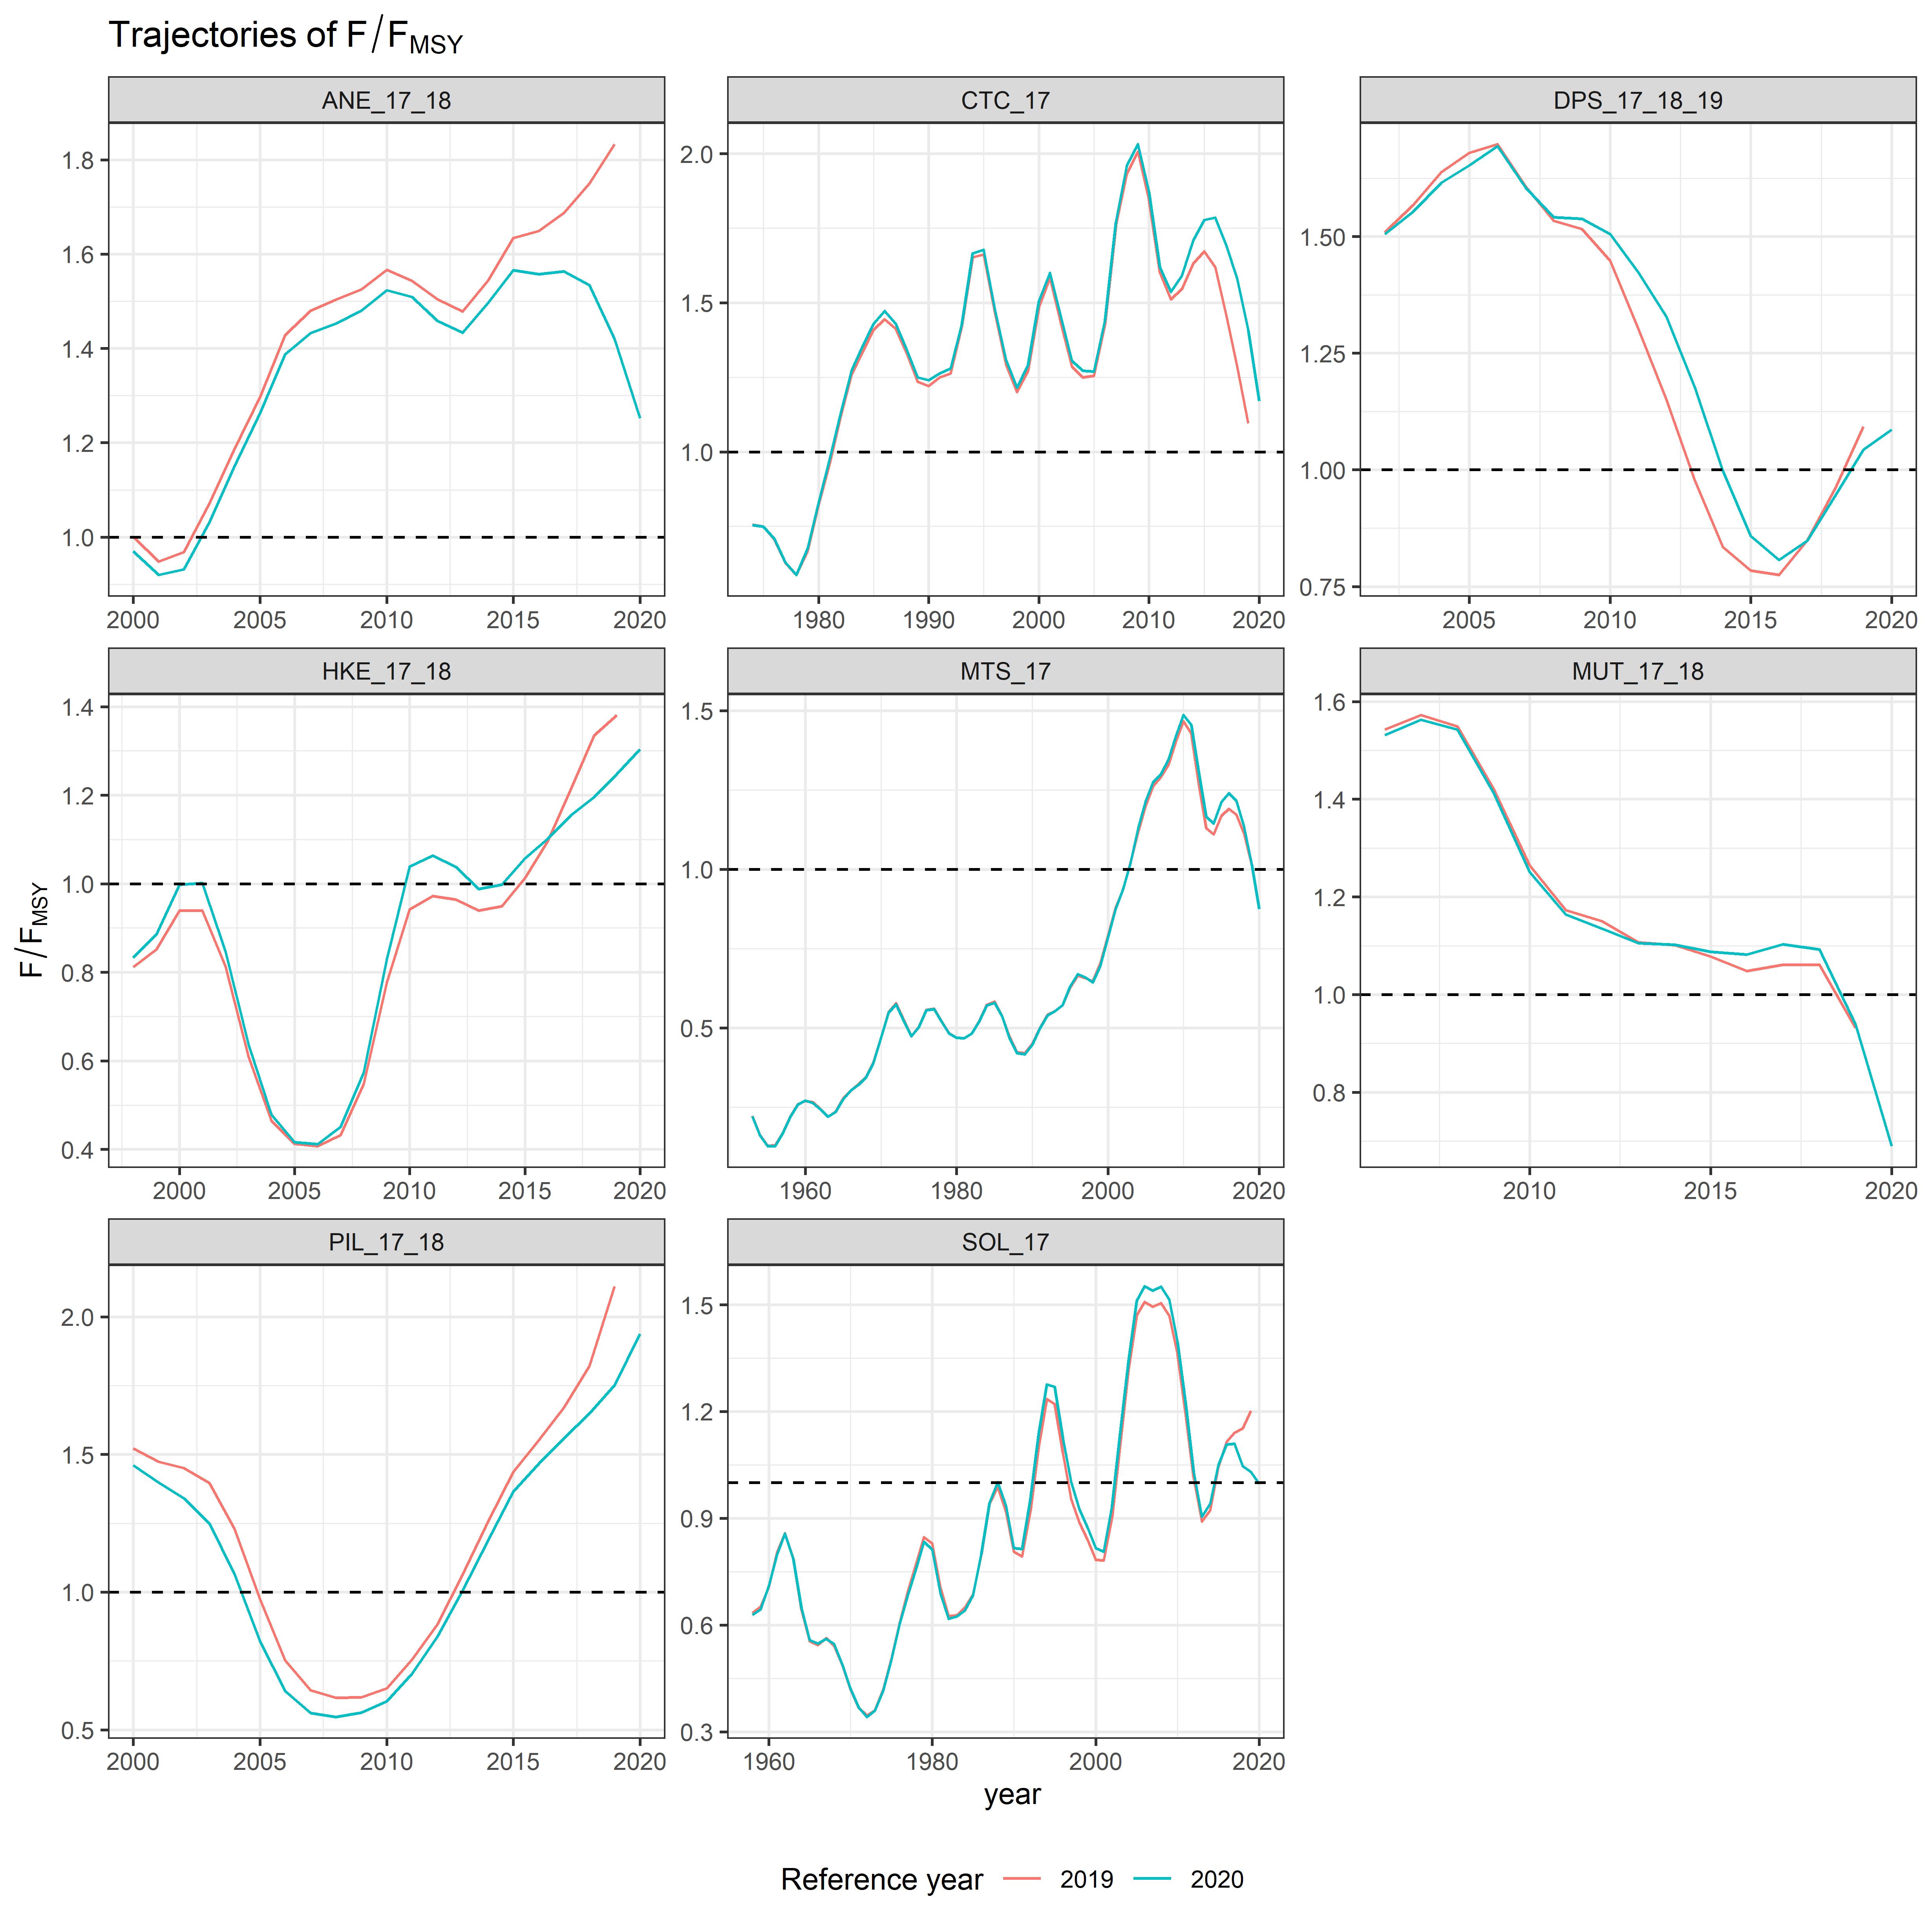 Trajectories of F/FMSY
ANE_17_18 CTC_17 DPS_17_18_19
1.8
1.6
1.4
1.2
1.0
2000 2005 2010 2015 2020
2.0
1.5
1.0
1980 1990 2000 2010 2020
1.50
1.25
1.00
0.75
2005 2010 2015 2020
HKE_17_18 MTS_17 MUT_17_18
1.4
1.2
1.0
0.8
0.6
0.4
2000 2005 2010 2015 2020
1.5
1.0
0.5
1960 1980 2000 2020
1.6
1.4
1.2
1.0
0.8
2010 2015 2020
F/FMSY
PIL_17_18 SOL_17
2.0
1.5
1.0
0.5
2000 2005 2010 2015 2020
1.5
1.2
0.9
0.6
0.3
1960 1980 2000 2020
year
Reference year 2019 2020